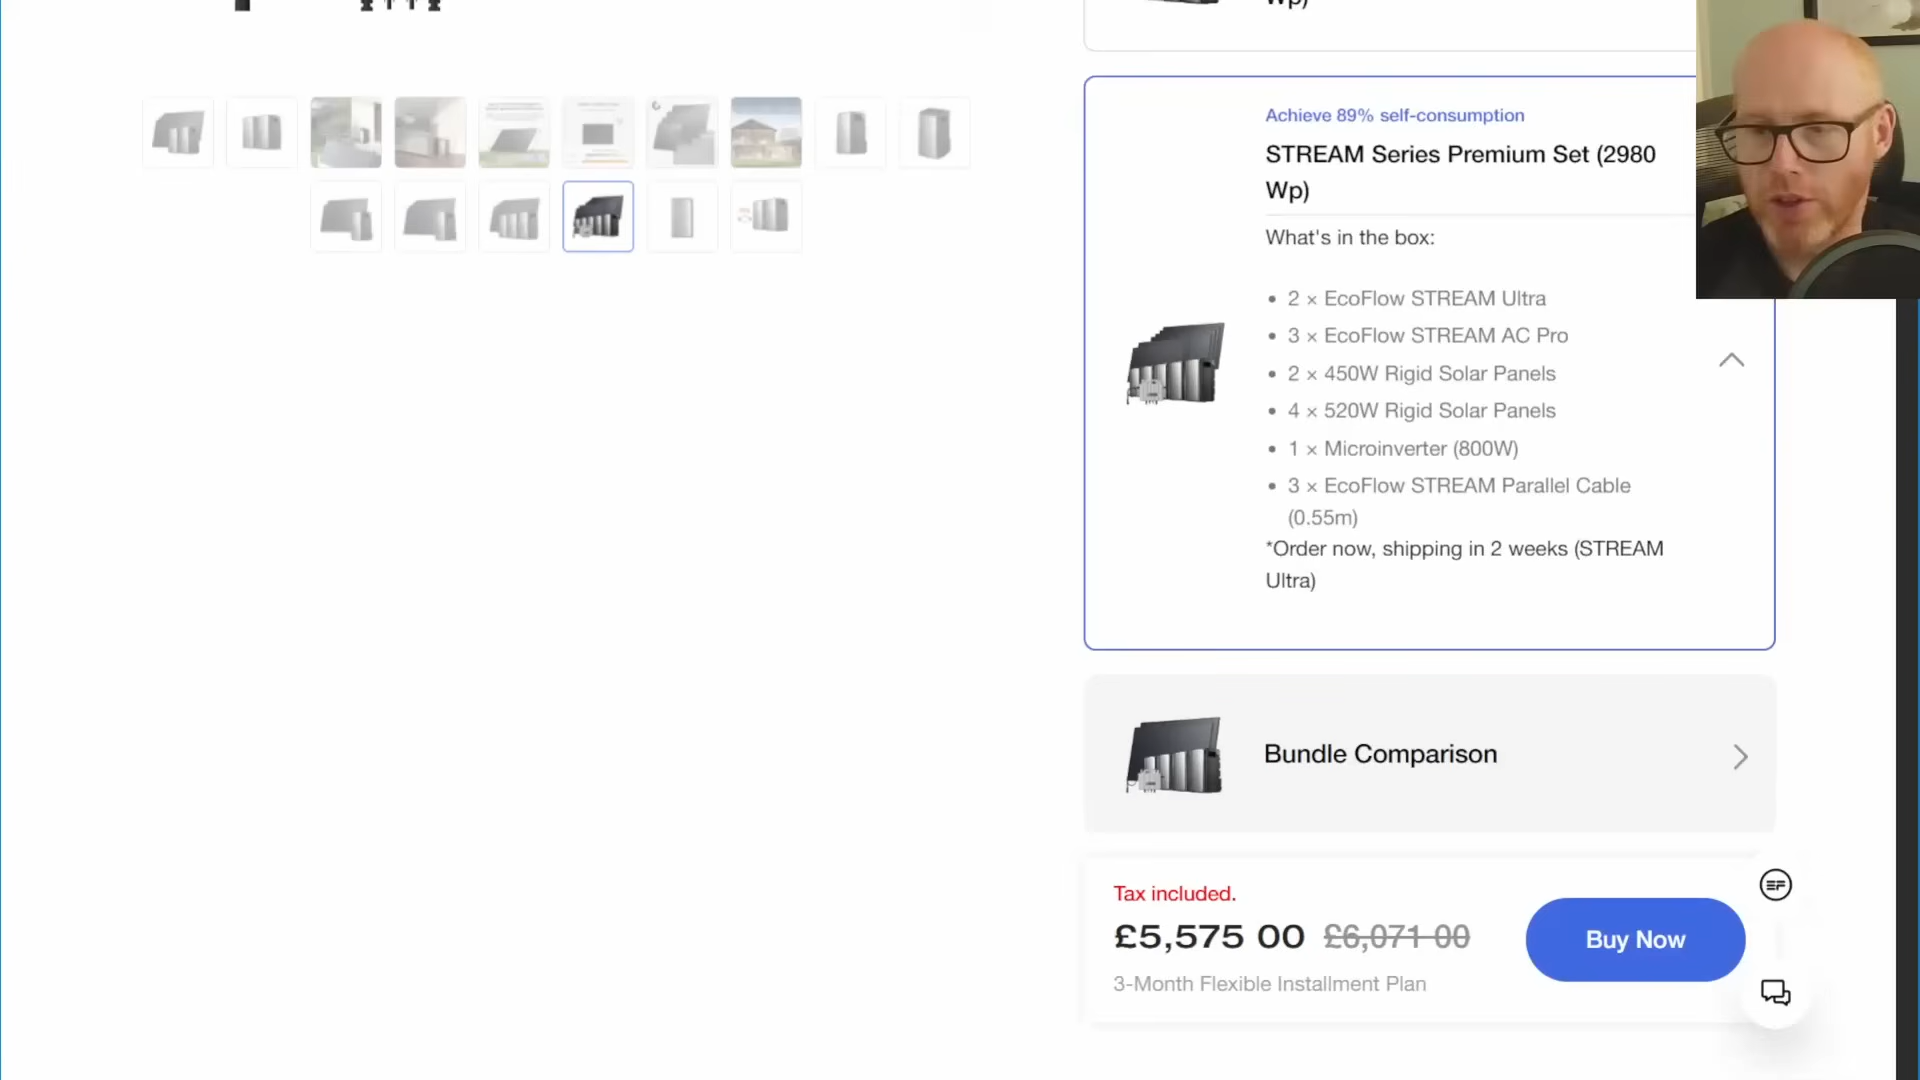 Wp)
Achieve 89% self-consumption
STREAM Series Premium Set (2980
Wp)
What's in the box:
• 2 × EcoFlow STREAM Ultra
• 3 × EcoFlow STREAM AC Pro
• 2 × 450W Rigid Solar Panels
• 4 × 520W Rigid Solar Panels
• 1 × Microinverter (800W)
• 3 × EcoFlow STREAM Parallel Cable
(0.55m)
*Order now, shipping in 2 weeks (STREAM
Ultra)
Bundle Comparison
Tax included.
£5,575 00 £6,071 00
3-Month Flexible Installment Plan
Buy Now